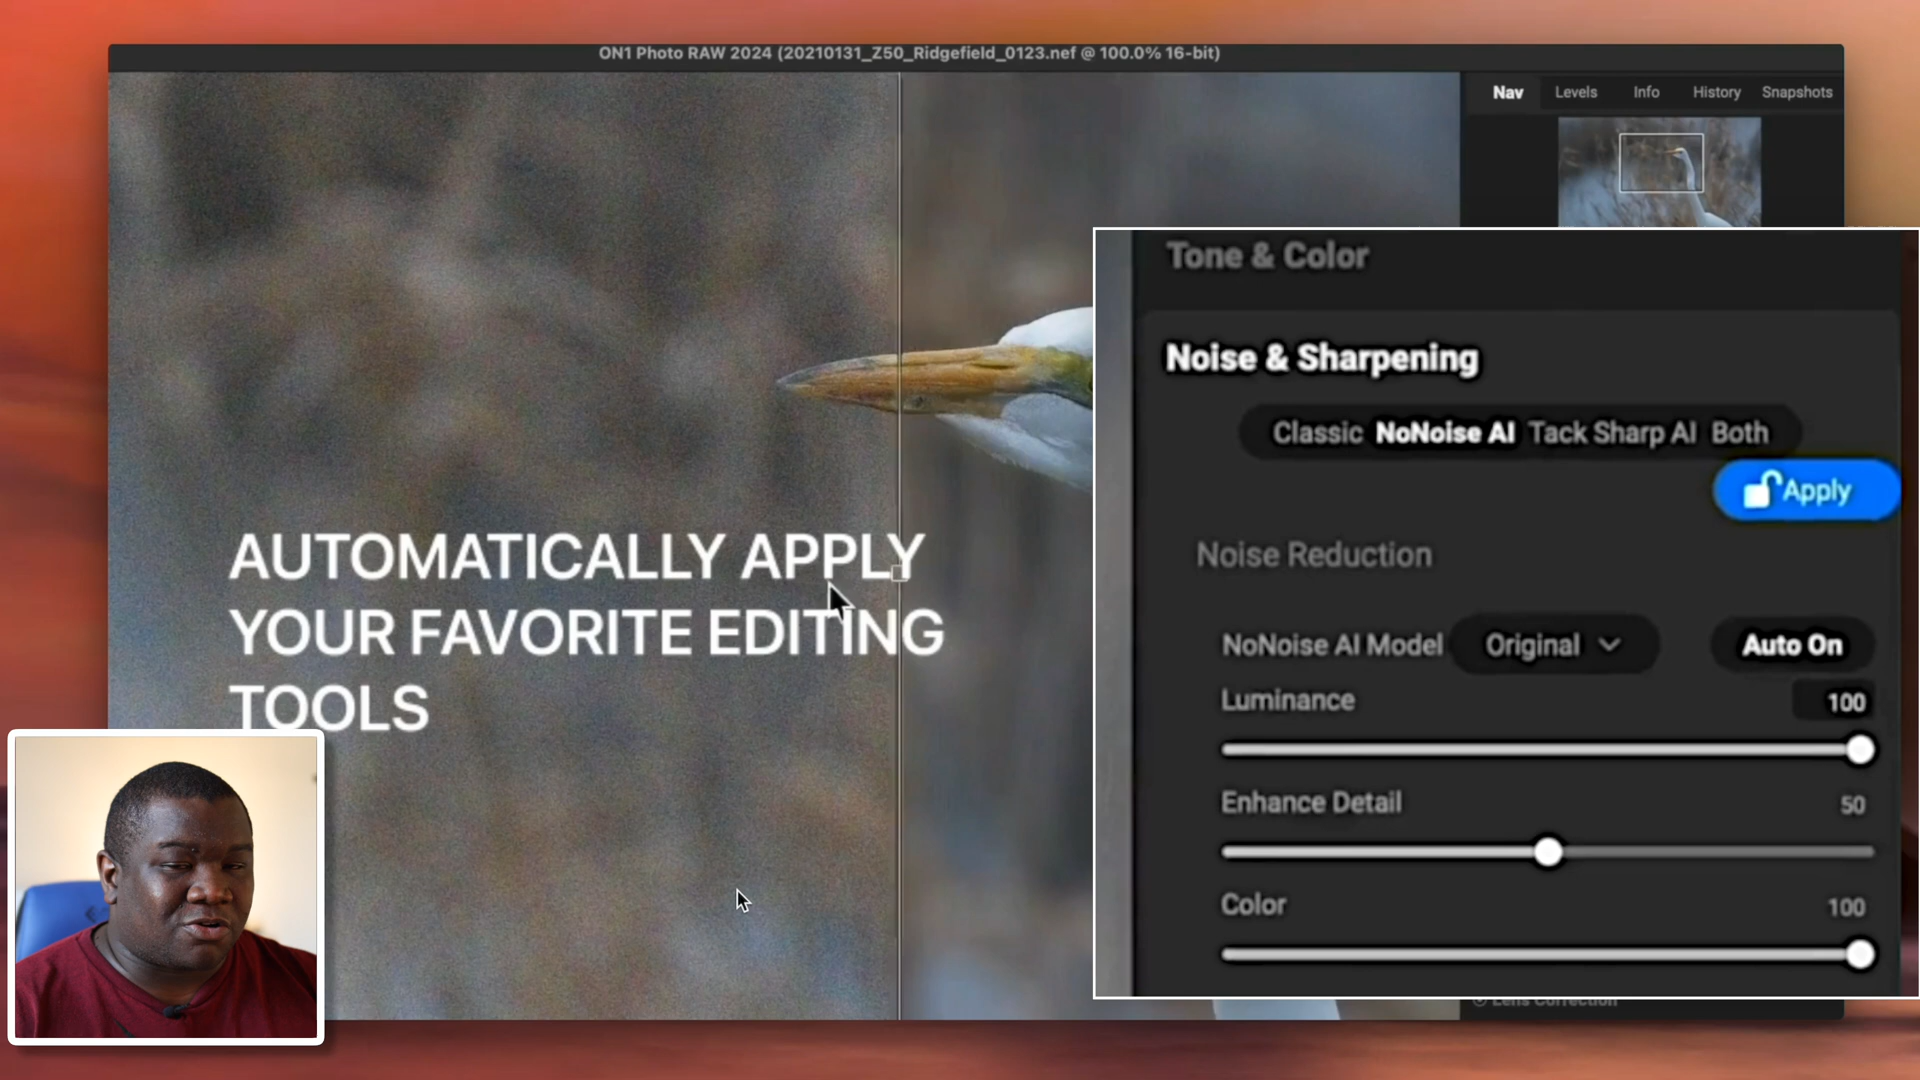 ON1 Photo RAW 2024 (20210131_Z50_Ridgefield_0123.nef @ 100.0% 16-bit)
Nav Levels Info History Snapshots
Tone & Color
Noise & Sharpening
Classic NoNoise AI Tack Sharp AI Both
Apply
Noise Reduction
NoNoise AI Model Original Auto On
Luminance 100
Enhance Detail 50
Color 100
Lens Correction
AUTOMATICALLY APPLY
YOUR FAVORITE EDITING
TOOLS